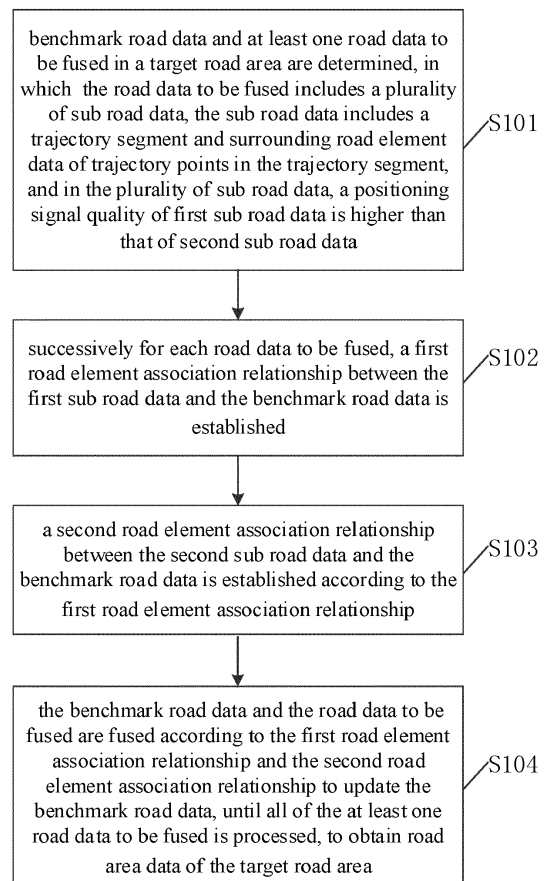 benchmark road data and at least one road data to
be fused in a target road area are determined, in
which the road data to be fused includes a plurality
of sub road data, the sub road data includes a
trajectory segment and surrounding road element
data of trajectory points in the trajectory segment,
and in the plurality of sub road data, a positioning
signal quality of first sub road data is higher than
that of second sub road data
S101
successively for each road data to be fused, a first
road element association relationship between the
first sub road data and the benchmark road data is
established
S102
a second road element association relationship
between the second sub road data and the
benchmark road data is established according to the
first road element association relationship
S103
the benchmark road data and the road data to be
fused are fused according to the first road element
association relationship and the second road
element association relationship to update the
benchmark road data, until all of the at least one
road data to be fused is processed, to obtain road
area data of the target road area
S104